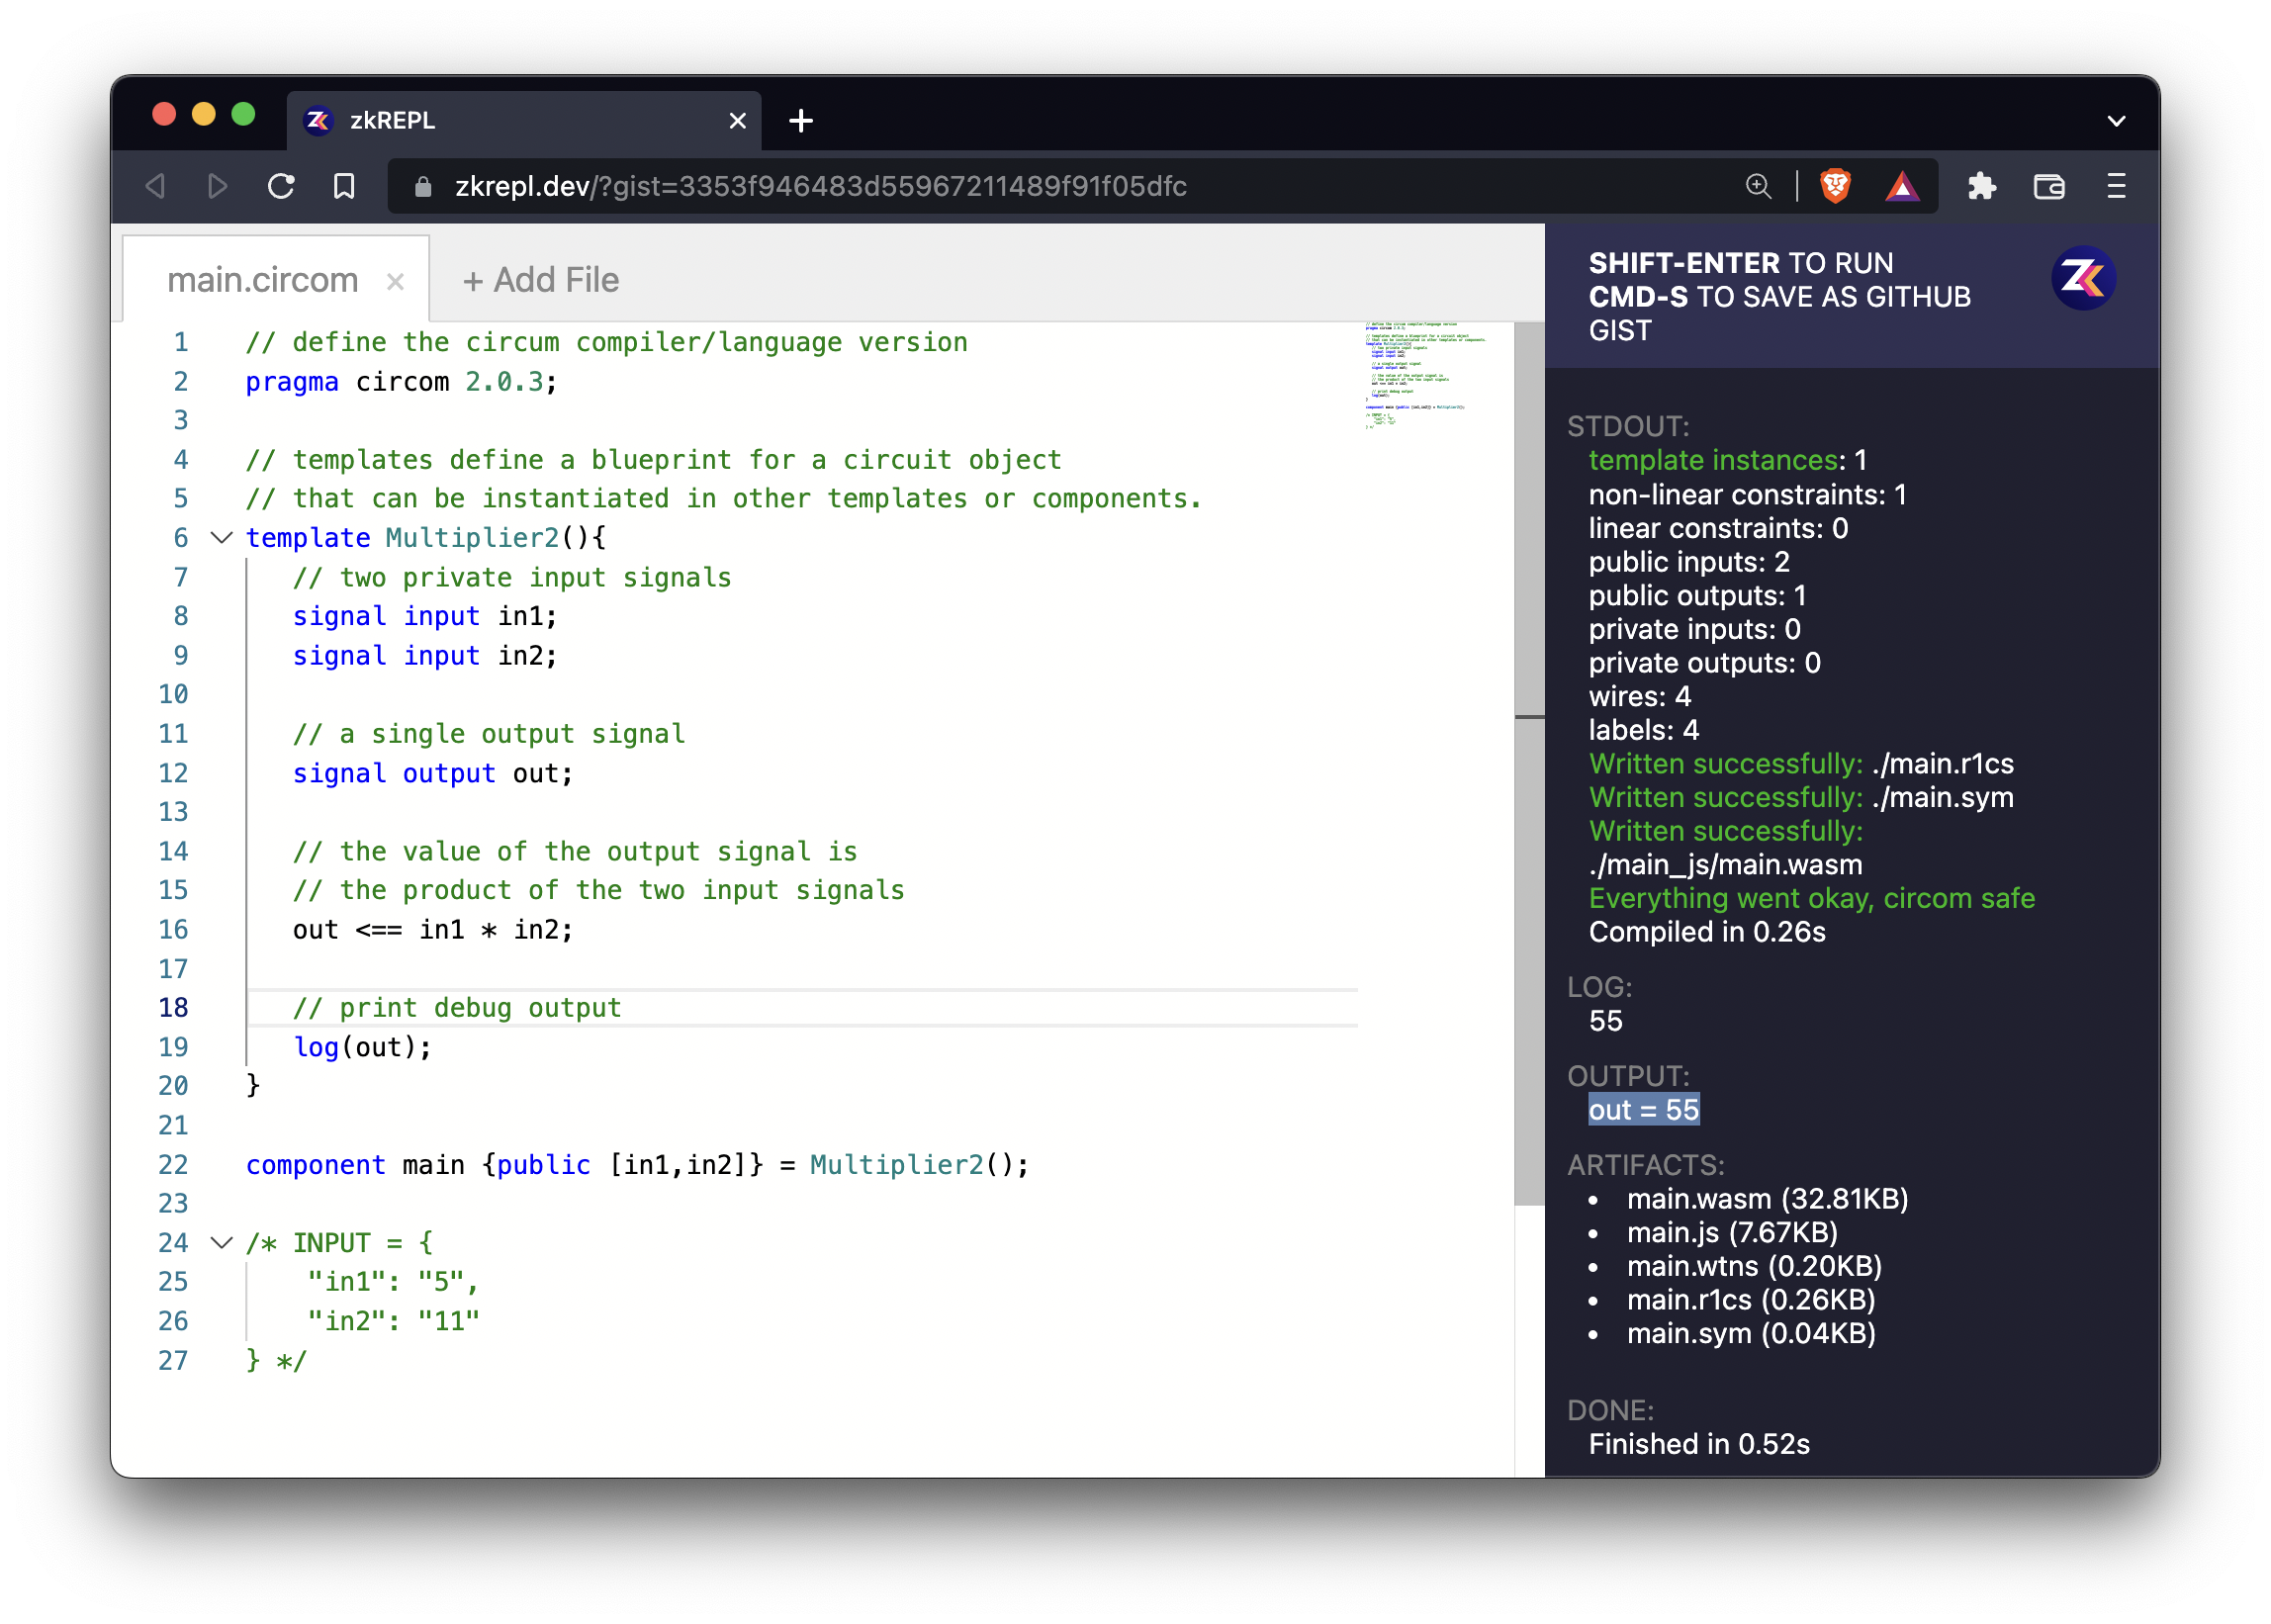 zkREPL
zkrepl.dev/?gist=3353f946483d55967211489f91f05dfc
main.circom
+ Add File
1 // define the circum compiler/language version
2 pragma circom 2.0.3;
3
4 // templates define a blueprint for a circuit object
5 // that can be instantiated in other templates or components.
6 template Multiplier2(){
7 // two private input signals
8 signal input in1;
9 signal input in2;
10
11 // a single output signal
12 signal output out;
13
14 // the value of the output signal is
15 // the product of the two input signals
16 out <== in1 * in2;
17
18 // print debug output
19 log(out);
20 }
21
22 component main {public [in1,in2]} = Multiplier2();
23
24 /* INPUT = {
25 "in1": "5",
26 "in2": "11"
27 } */
SHIFT-ENTER TO RUN
CMD-S TO SAVE AS GITHUB
GIST
STDOUT:
template instances: 1
non-linear constraints: 1
linear constraints: 0
public inputs: 2
public outputs: 1
private inputs: 0
private outputs: 0
wires: 4
labels: 4
Written successfully: ./main.r1cs
Written successfully: ./main.sym
Written successfully:
./main_js/main.wasm
Everything went okay, circom safe
Compiled in 0.26s
LOG:
55
OUTPUT:
out = 55
ARTIFACTS:
• main.wasm (32.81KB)
• main.js (7.67KB)
• main.wtns (0.20KB)
• main.r1cs (0.26KB)
• main.sym (0.04KB)
DONE:
Finished in 0.52s